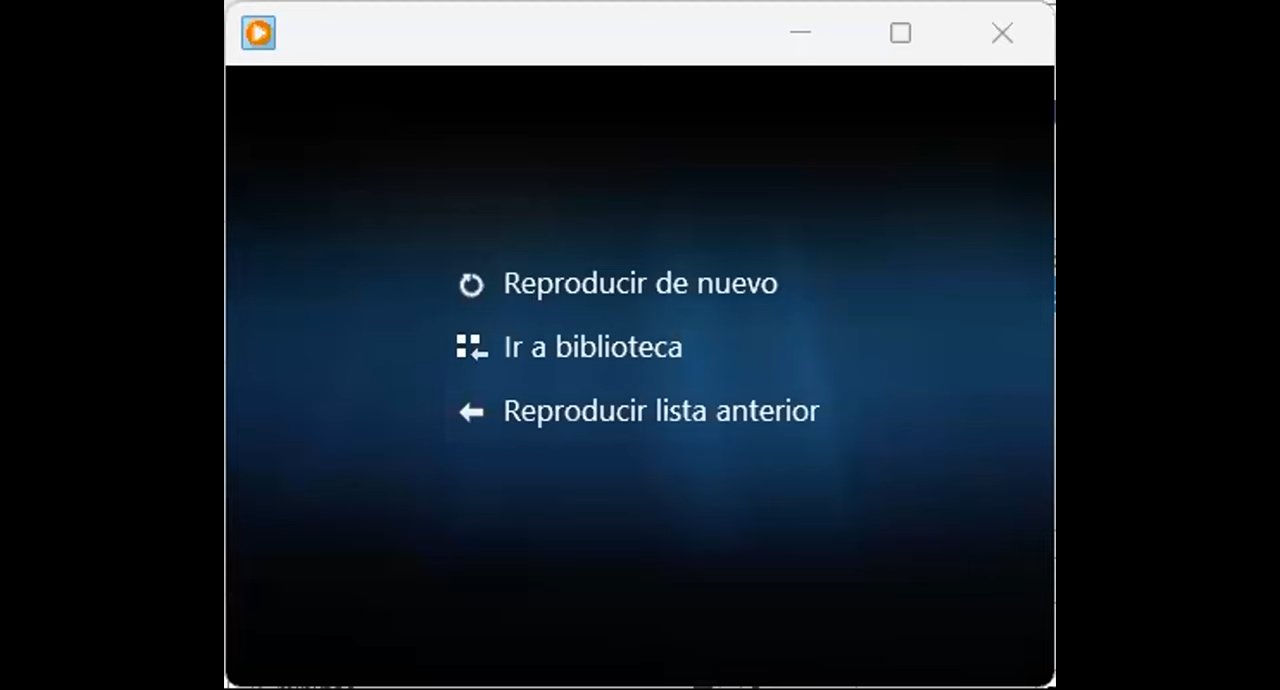 Reproducir de nuevo
Ir a biblioteca
Reproducir lista anterior